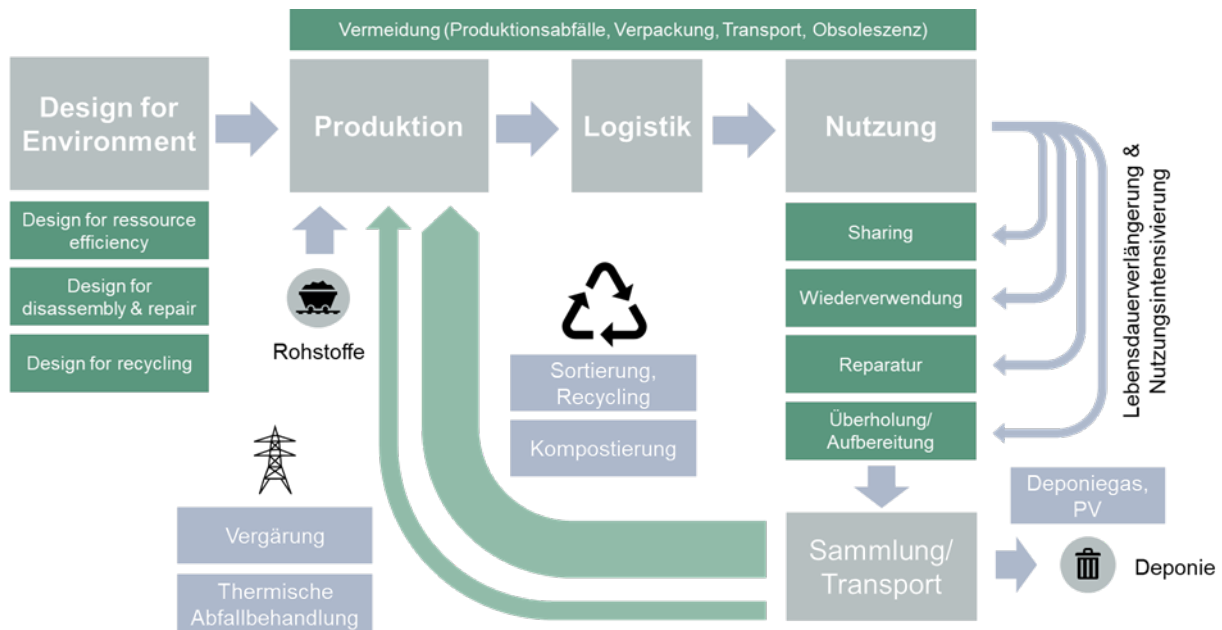 Vermeidung (Produktionsabfälle, Verpackung, Transport, Obsoleszenz)
Design for
Environment
Produktion
Logistik
Nutzung
Design for ressource
efficiency
Design for
disassembly & repair
Design for recycling
Rohstoffe
Sortierung,
Recycling
Kompostierung
Sharing
Wiederverwendung
Reparatur
Überholung/
Aufbereitung
Lebensdauerverlängerung &
Nutzungsintensivierung
Vergärung
Thermische
Abfallbehandlung
Sammlung/
Transport
Deponiegas,
PV
Deponie